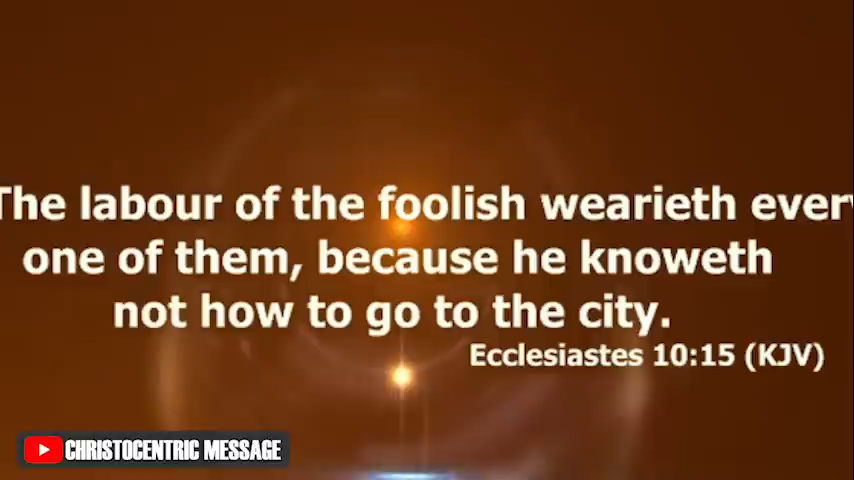 The labour of the foolish wearieth every
one of them, because he knoweth
not how to go to the city.
Ecclesiastes 10:15 (KJV)
CHRISTOCENTRIC MESSAGE